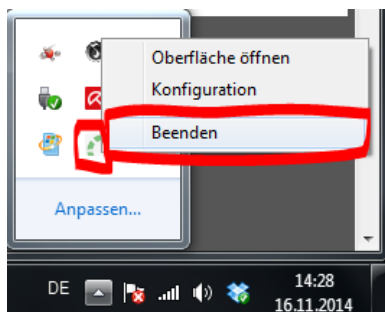 Oberfläche öffnen
Konfiguration
Beenden
Anpassen...
DE
14:28
16.11.2014